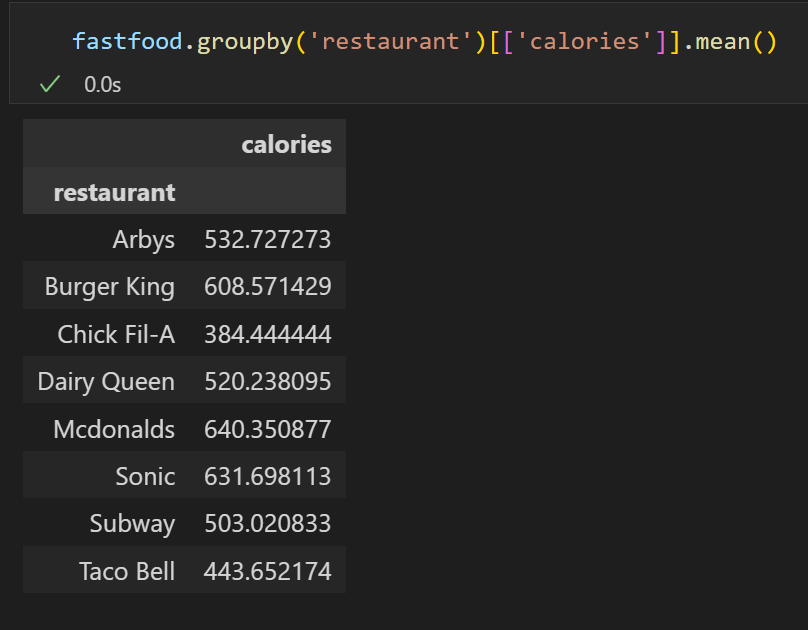 fastfood.groupby('restaurant')[['calories']].mean()
0.0s
calories
restaurant
Arbys 532.727273
Burger King 608.571429
Chick Fil-A 384.444444
Dairy Queen 520.238095
Mcdonalds 640.350877
Sonic 631.698113
Subway 503.020833
Taco Bell 443.652174